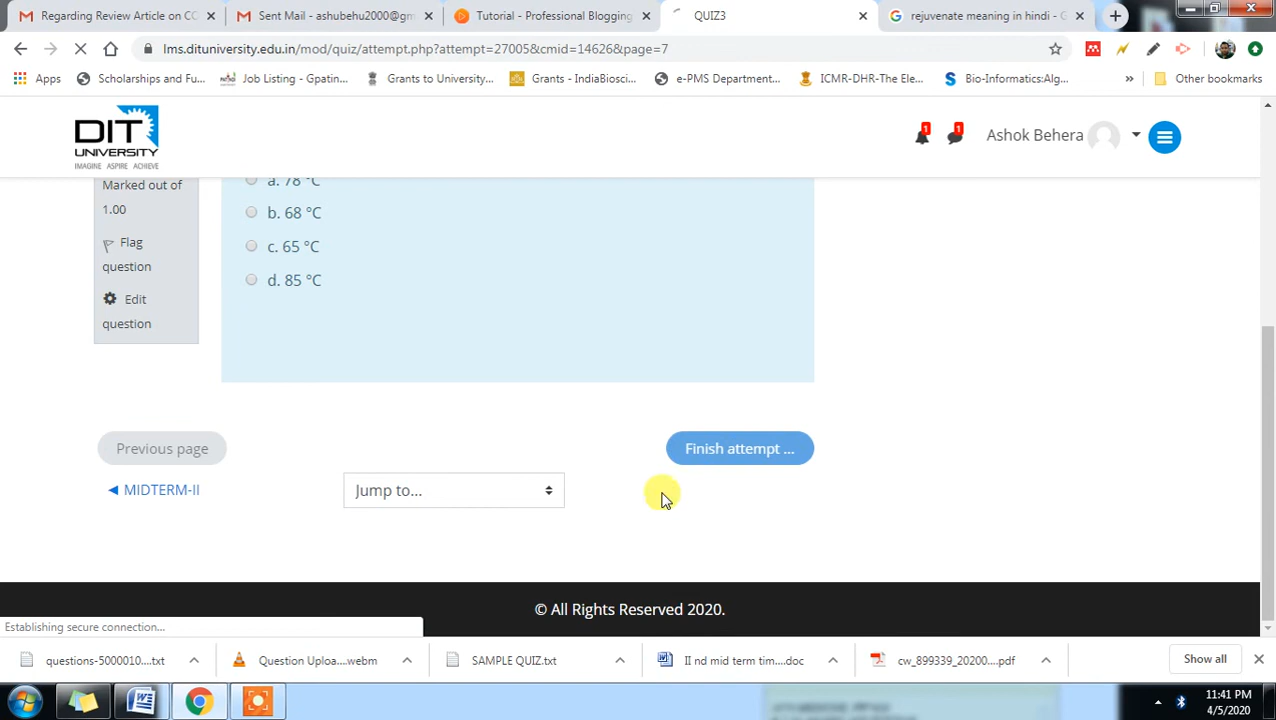 Regarding Review Article on CC
Sent Mail - ashubehu2000@gm
- Professional Blogging
QUIZ3
rejuvenate meaning in hindi - G
lms.dituniversity.edu.in/mod/quiz/attempt.php?attempt=27005&cmid=14626&page=7
Apps
Scholarships and Fu...
Job Listing - Gpatin...
Grants to University...
Grants - IndiaBiosci...
e-PMS Department...
ICMR-DHR-The Ele...
Bio-Informatics:Alg...
»
Other bookmarks
DIT
UNIVERSITY
IMAGINE ASPIRE ACHIEVE
1
1
Ashok Behera
Marked out of
1.00
Flag
question
Edit
question
a. 78 °C
b. 68 °C
c. 65 °C
d. 85 °C
Previous page
Finish attempt ...
◄ MIDTERM-II
Jump to...
© All Rights Reserved 2020.
Establishing secure connection...
questions-5000010....txt
Question Uploa....webm
SAMPLE QUIZ.txt
II nd mid term tim....doc
cw_899339_20200....pdf
Show all
11:41 PM
4/5/2020